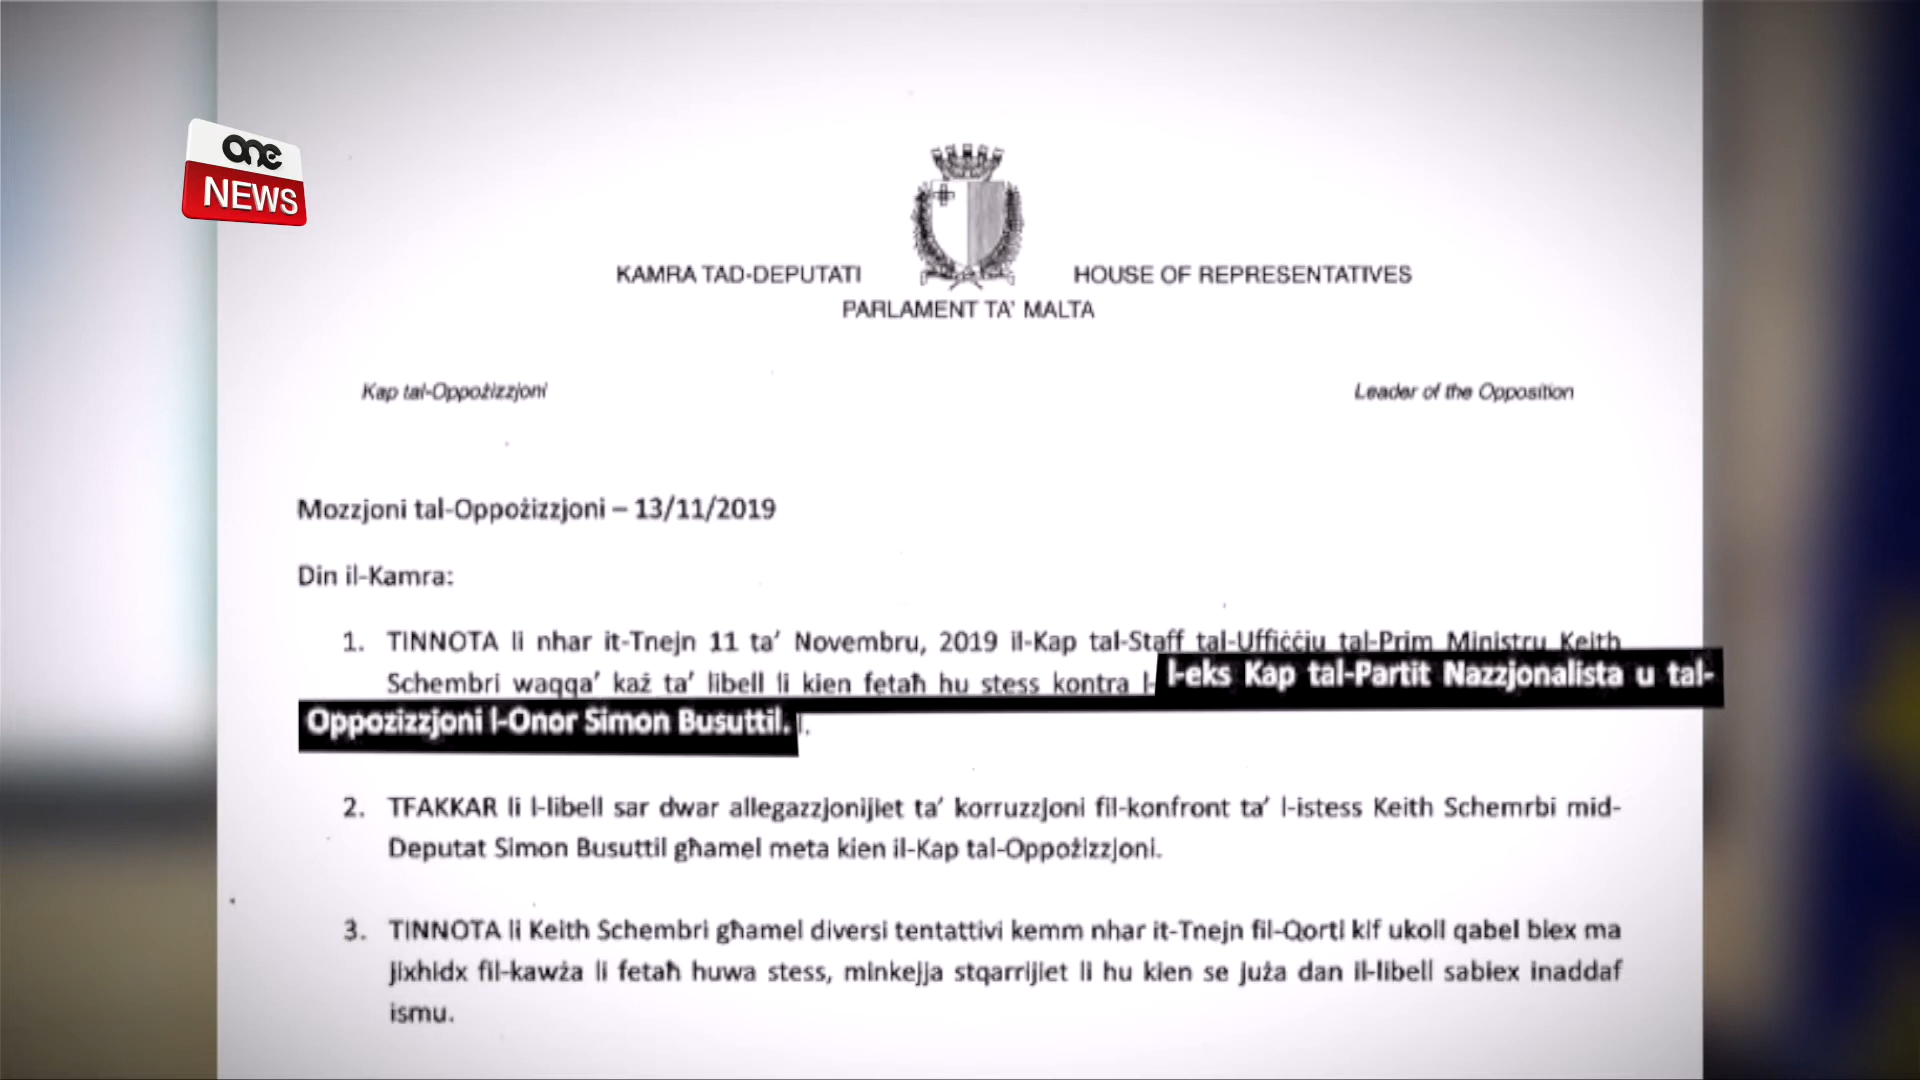 one
NEWS
KAMRA TAD-DEPUTATI
HOUSE OF REPRESENTATIVES
PARLAMENT TA' MALTA
Kap tal-Oppożizzjoni
Leader of the Opposition
Mozzjoni tal-Oppożizzjoni – 13/11/2019
Din il-Kamra:
1. TINNOTA li nhar it-Tnejn 11 ta' Novembru, 2019 il-Kap tal-Staff tal-Uffiċċju tal-Prim Ministru Keith
Schembri waqqa' każ ta' libell li kien fetaħ hu stess kontra l-
l-eks Kap tal-Partit Nazzjonalista u tal-
Oppozizzjoni l-Onor Simon Busuttil.
2. TFAKKAR li l-libell sar dwar allegazzjonijiet ta' korruzzjoni fil-konfront ta' l-istess Keith Schemrbi mid-
Deputat Simon Busuttil għamel meta kien il-Kap tal-Oppożizzjoni.
3. TINNOTA li Keith Schembri għamel diversi tentattivi kemm nhar it-Tnejn fil-Qorti kif ukoll qabel biex ma
jixhidx fil-kawża li fetaħ huwa stess, minkejja stqarrijiet li hu kien se juża dan il-libell sabiex inaddaf
ismu.